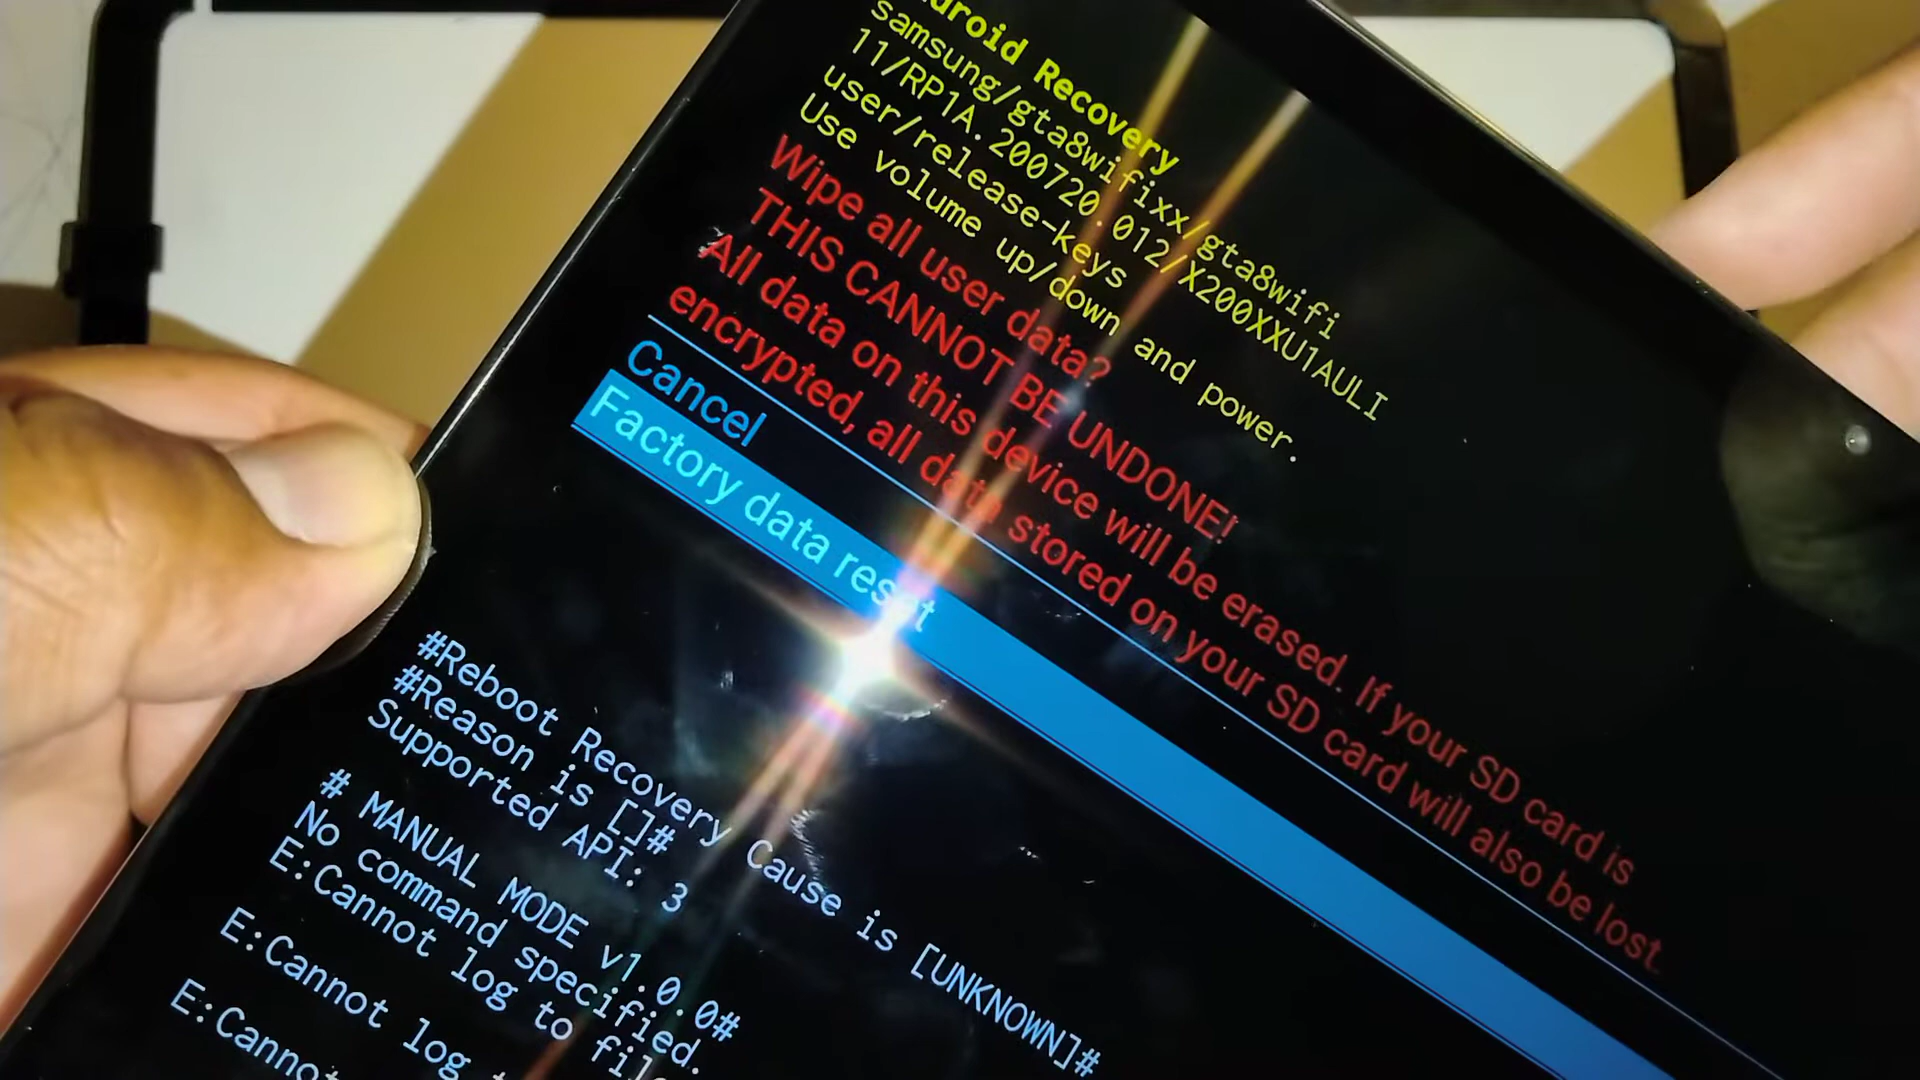 Recovery
samsung/gta8wifixx/gta8wifi
11/RP1A.200720.012/X200XXU1AULI
user/release-keys
Use volume up/down and power.
Wipe all user data?
THIS CANNOT BE UNDONE!
All data on this device will be erased. If your SD card is
encrypted, all data stored on your SD card will also be lost.
Cancel
Factory data reset
#Reboot Recovery Cause is [UNKNOWN]#
#Reason is []#
Supported API: 3
# MANUAL MODE v1.0.0#
No command specified.
E:Cannot log to
E:Cannot log